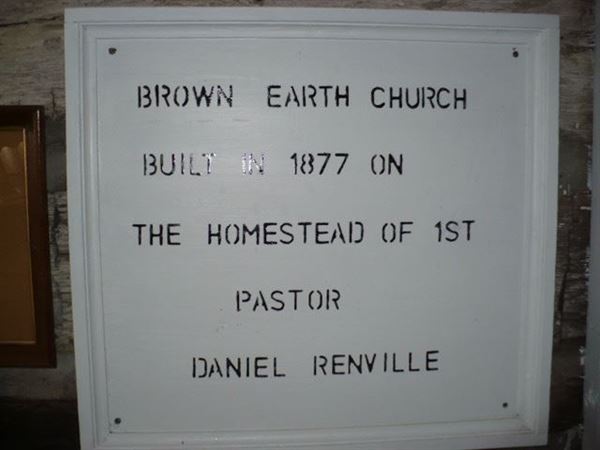 BROWN EARTH CHURCH
BUILT IN 1877 ON
THE HOMESTEAD OF 1ST
PASTOR
DANIEL RENVILLE